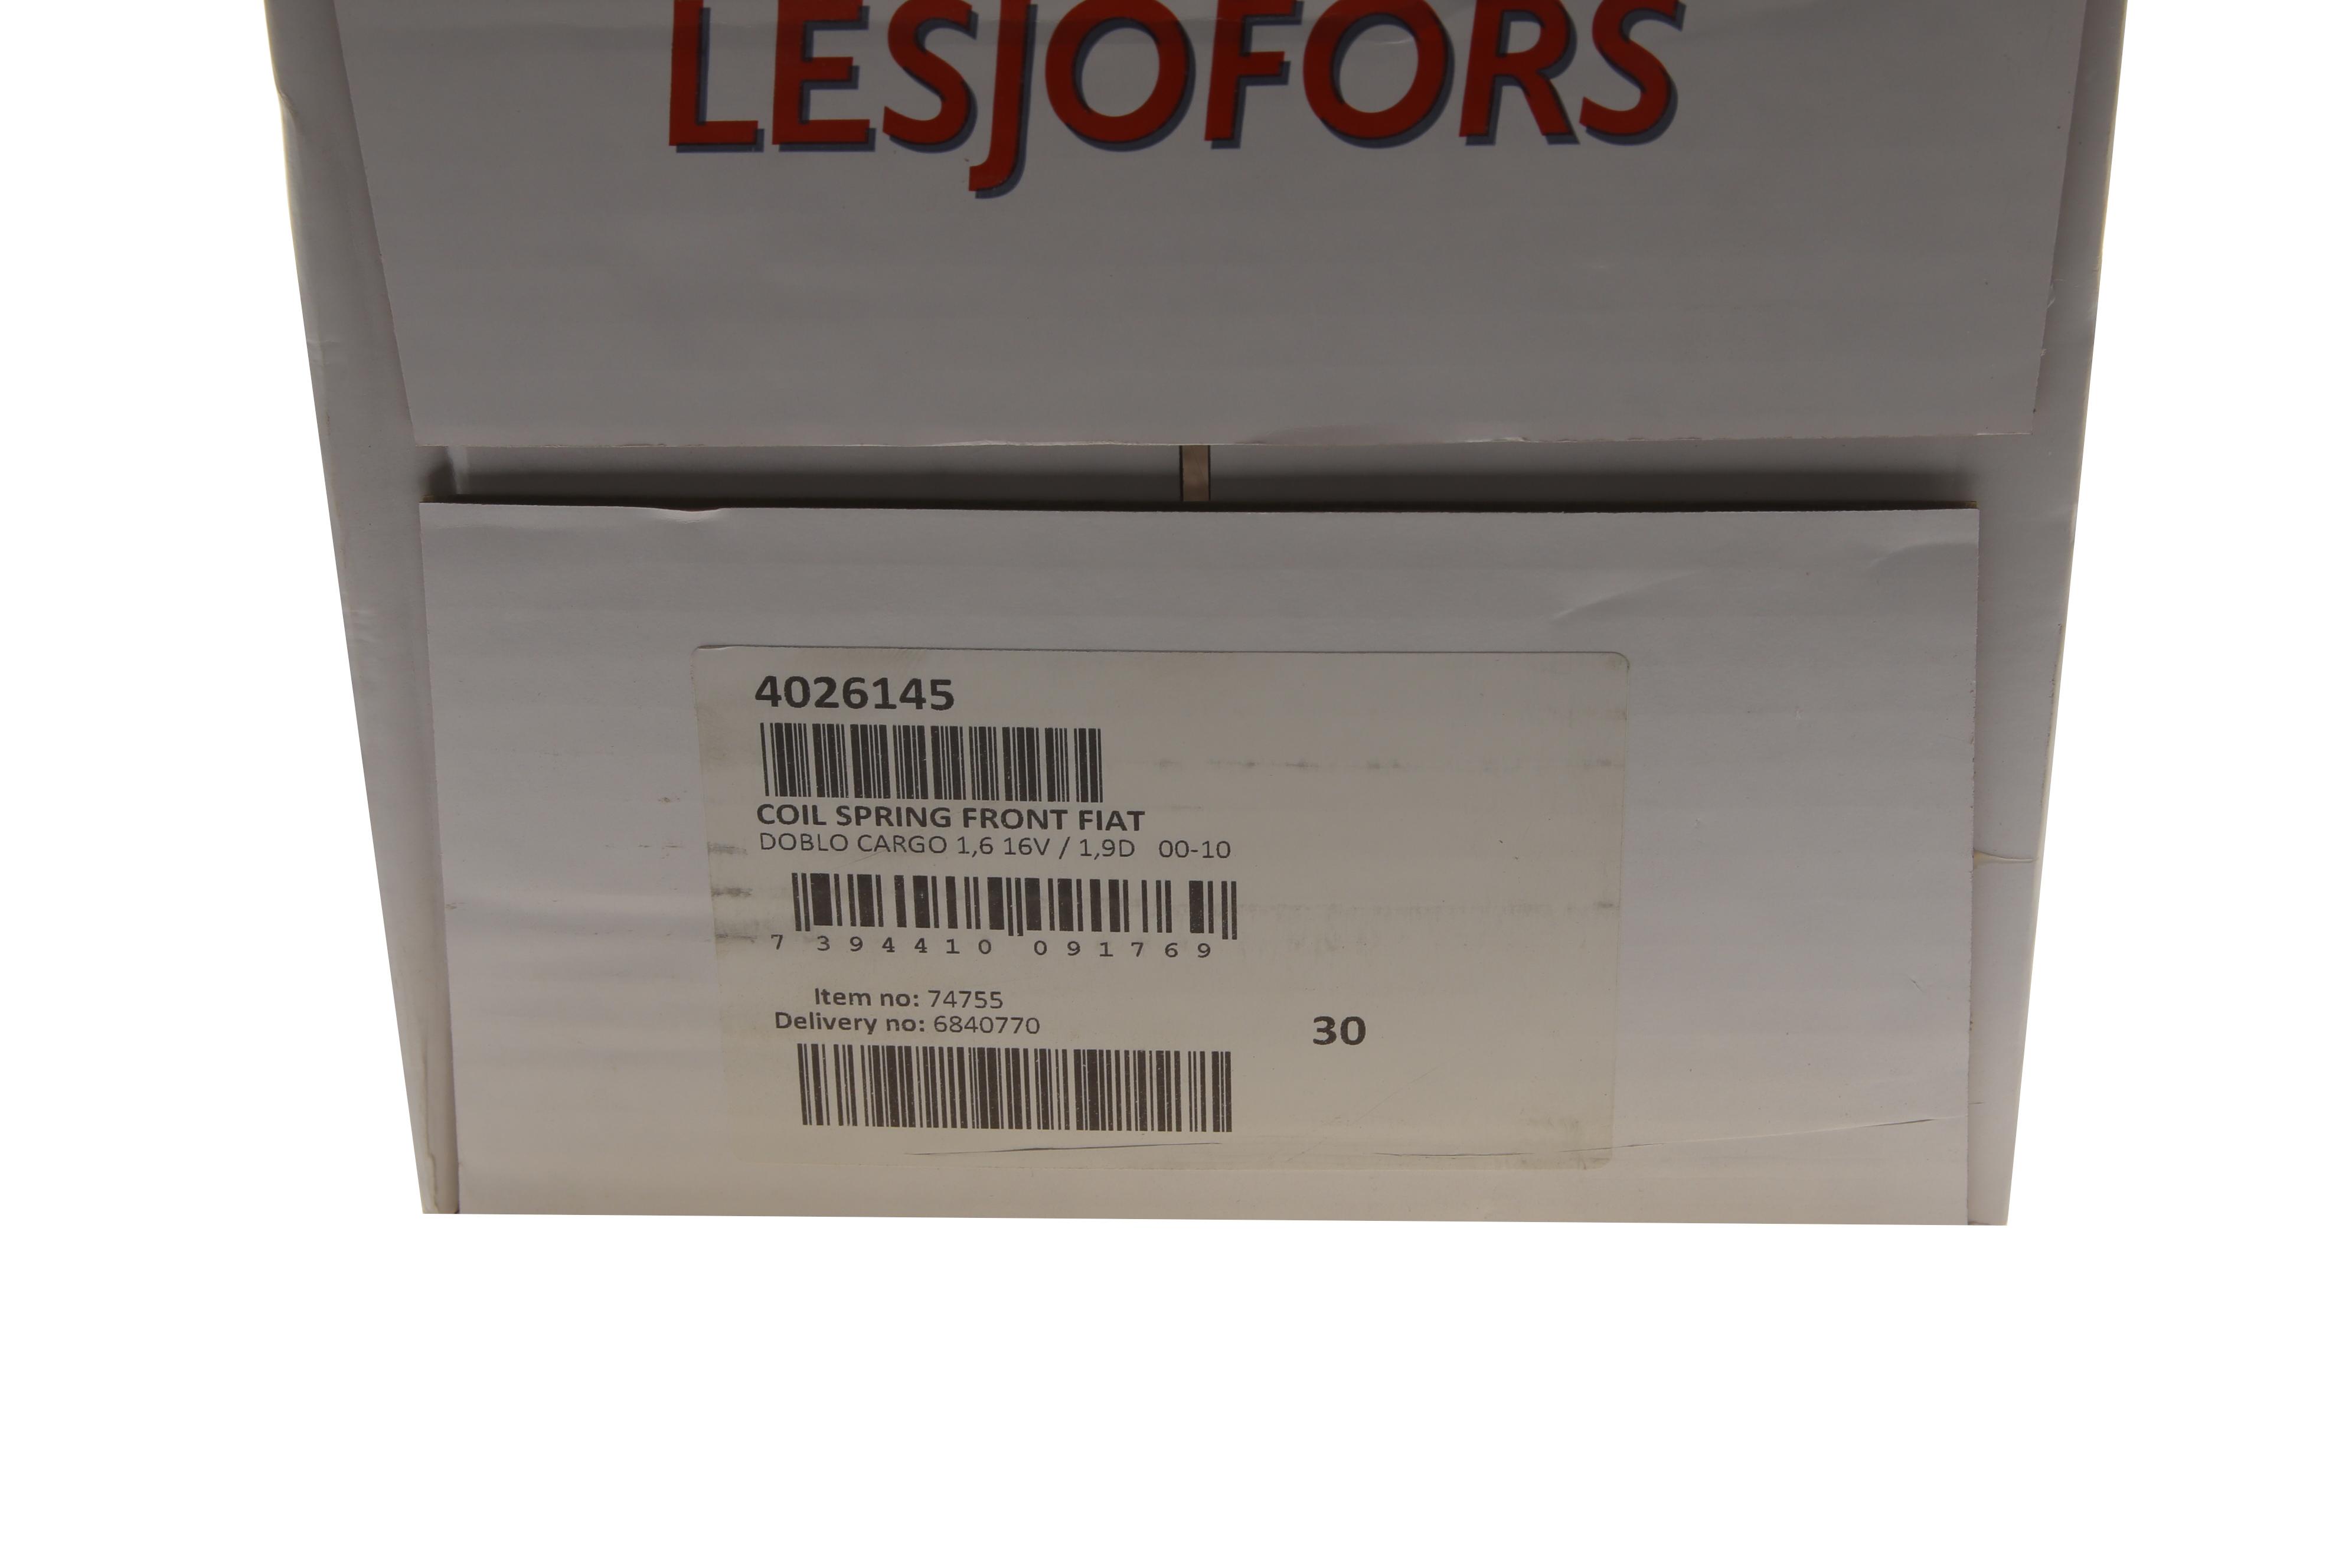 LESJOFORS
4026145
COIL SPRING FRONT FIAT
DOBLO CARGO 1,6 16V / 1,9D 00-10
7 394410 091769
Item no: 74755
Delivery no: 6840770
30